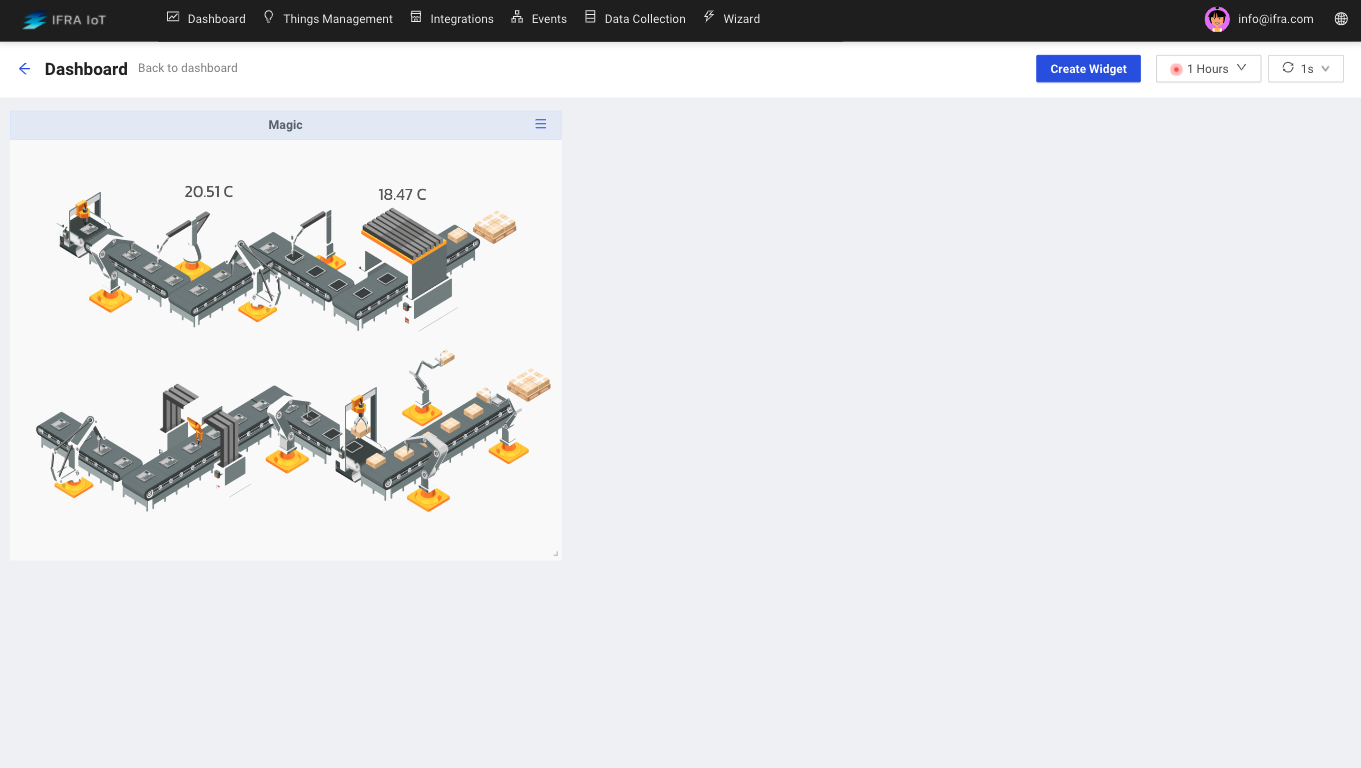 IFRA IoT
Dashboard
Things Management
Integrations
Events
Data Collection
Wizard
info@ifra.com
Dashboard
Back to dashboard
Create Widget
1 Hours
1s
Magic
20.51 C
18.47 C